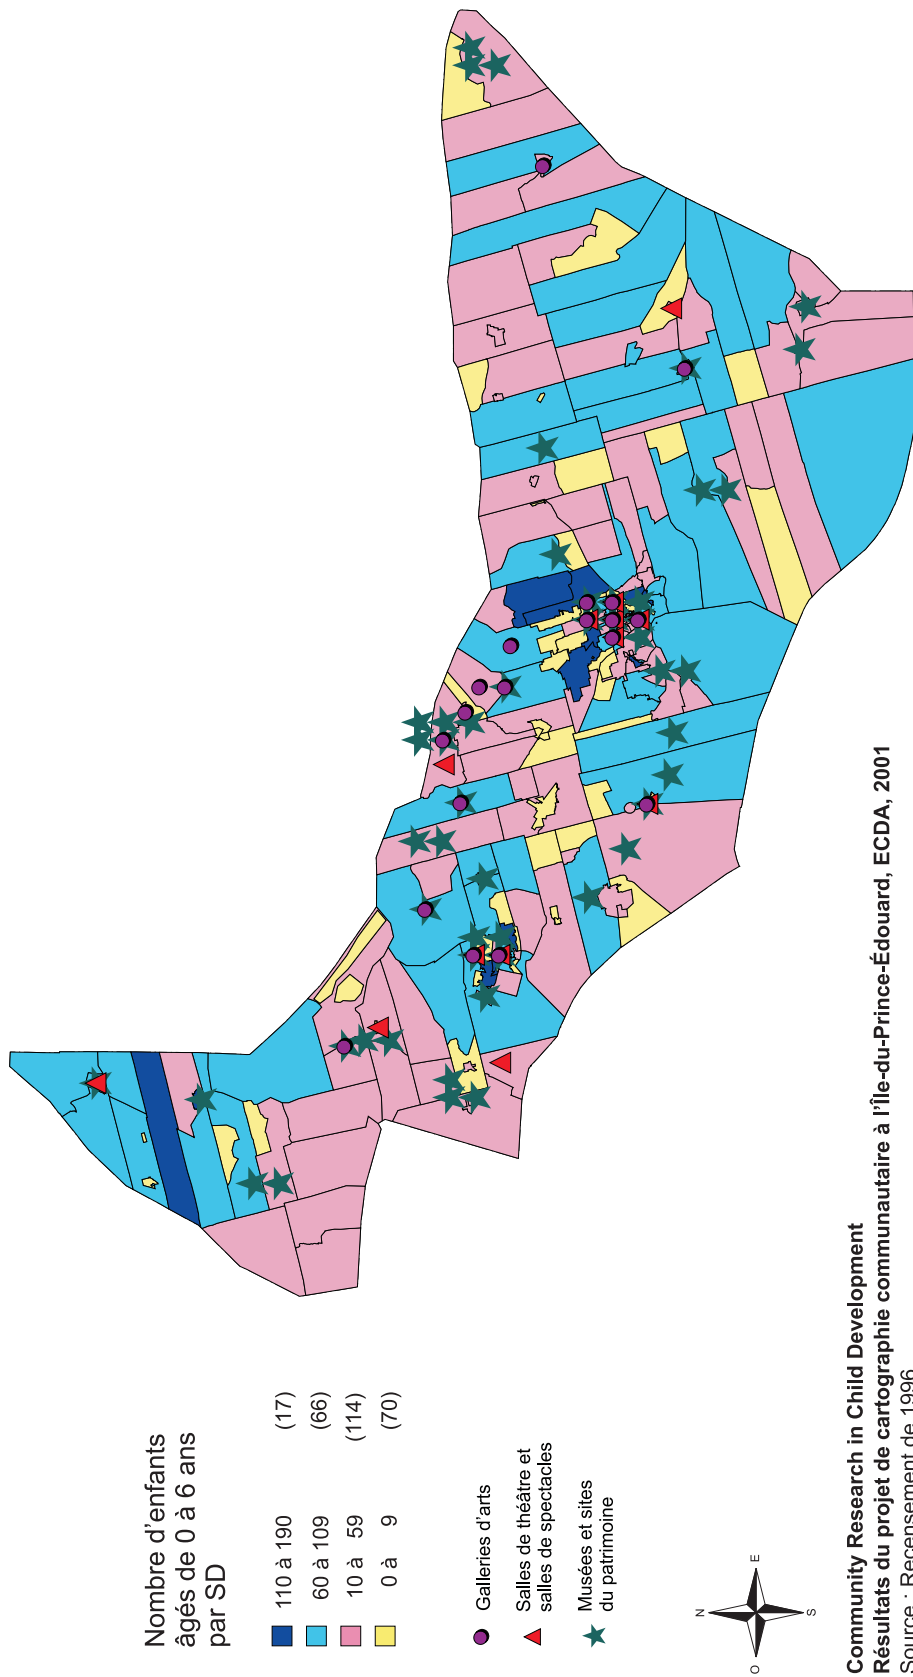 Nombre d'enfants
âgés de 0 à 6 ans
par SD
110 à 190 (17)
60 à 109 (66)
10 à 59 (114)
0 à 9 (70)
Galleries d'arts
Salles de théâtre et
salles de spectacles
Musées et sites
du patrimoine
N
O E
S
Community Research in Child Development
Résultats du projet de cartographie communautaire à l'Île-du-Prince-Édouard, ECDA, 2001
Source : Recensement de 1996